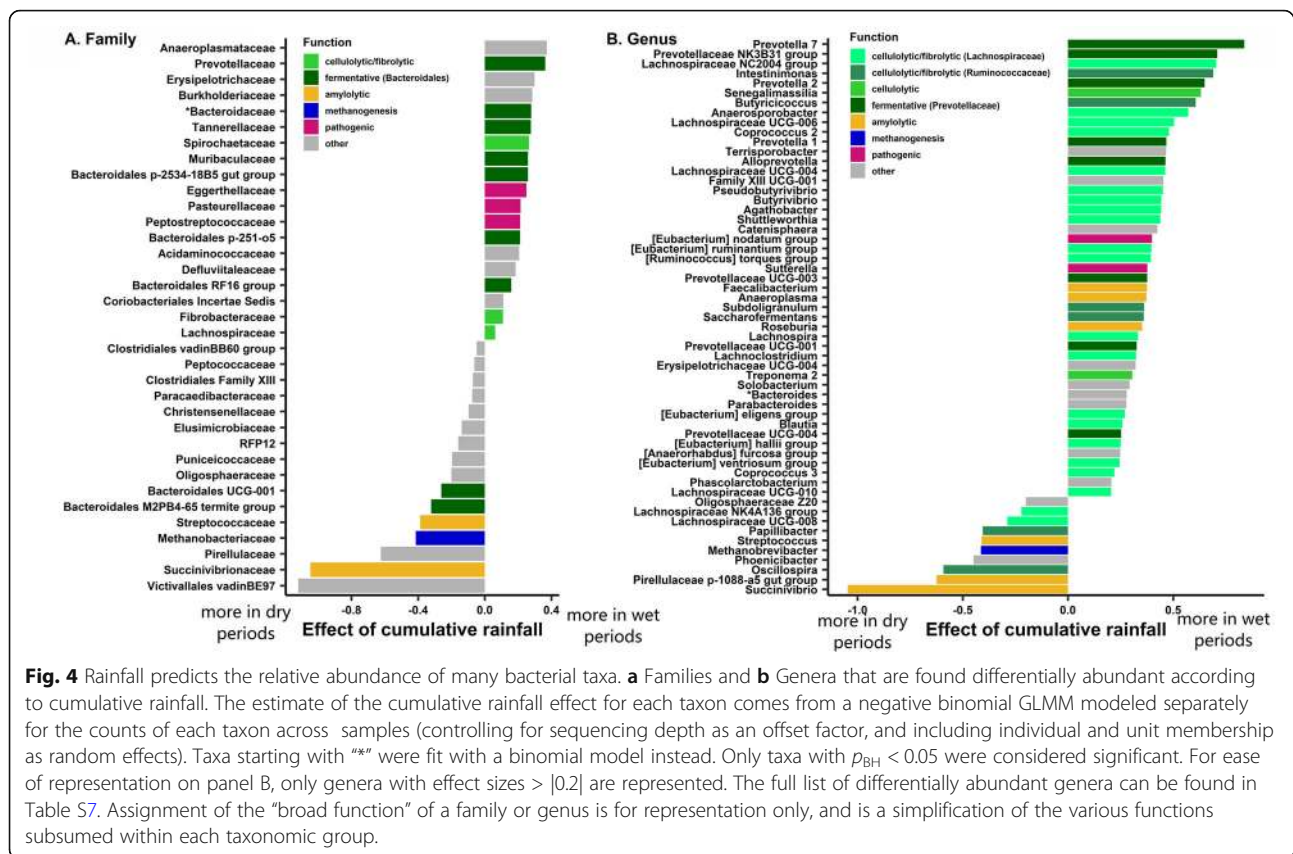 A. Family
Anaeroplasmataceae
Prevotellaceae
Erysipelotrichaceae
Burkholderiaceae
*Bacteroidaceae
Tannerellaceae
Spirochaetaceae
Muribaculaceae
Bacteroidales p-2534-18B5 gut group
Eggerthellaceae
Pasteurellaceae
Peptostreptococcaceae
Bacteroidales p-251-o5
Acidaminococcaceae
Defluviitaleaceae
Bacteroidales RF16 group
Coriobacteriales Incertae Sedis
Fibrobacteraceae
Lachnospiraceae
Clostridiales vadinBB60 group
Peptococcaceae
Clostridiales Family XIII
Paracaedibacteraceae
Christensenellaceae
Elusimicrobiaceae
RFP12
Puniceicoccaceae
Oligosphaeraceae
Bacteroidales UCG-001
Bacteroidales M2PB4-65 termite group
Streptococcaceae
Methanobacteriaceae
Pirellulaceae
Succinivibrionaceae
Victivallales vadinBE97
Function
cellulolytic/fibrolytic
fermentative (Bacteroidales)
amylolytic
methanogenesis
pathogenic
other
-0.8 -0.4 0.0 0.4
more in dry periods
Effect of cumulative rainfall
more in wet periods
B. Genus
Prevotella 7
Prevotellaceae NK3B31 group
Lachnospiraceae NC2004 group
Intestinimonas
Prevotella 2
Senegalimassilia
Butyricicoccus
Anaerosporobacter
Lachnospiraceae UCG-006
Coprococcus 2
Prevotella 1
Terrisporobacter
Alloprevotella
Lachnospiraceae UCG-004
Family XIII UCG-001
Pseudobutyrivibrio
Butyrivibrio
Agathobacter
Shuttleworthia
Catenisphaera
[Eubacterium] nodatum group
[Eubacterium] ruminantium group
[Ruminococcus] torques group
Sutterella
Prevotellaceae UCG-003
Faecalibacterium
Anaeroplasma
Subdoligranulum
Saccharofermentans
Roseburia
Lachnospira
Prevotellaceae UCG-001
Lachnoclostridium
Erysipelotrichaceae UCG-004
Treponema 2
Solobacterium
*Bacteroides
Parabacteroides
[Eubacterium] eligens group
Blautia
Prevotellaceae UCG-004
[Eubacterium] hallii group
[Anaerorhabdus] furcosa group
[Eubacterium] ventriosum group
Coprococcus 3
Phascolarctobacterium
Lachnospiraceae UCG-010
Oligosphaeraceae Z20
Lachnospiraceae NK4A136 group
Lachnospiraceae UCG-008
Papillibacter
Streptococcus
Methanobrevibacter
Phoenicibacter
Oscillospira
Pirellulaceae p-1088-a5 gut group
Succinivibrio
Function
cellulolytic/fibrolytic (Lachnospiraceae)
cellulolytic/fibrolytic (Ruminococcaceae)
cellulolytic
fermentative (Prevotellaceae)
amylolytic
methanogenesis
pathogenic
other
-1.0 -0.5 0.0 0.5
more in dry periods
Effect of cumulative rainfall
more in wet periods
Fig. 4 Rainfall predicts the relative abundance of many bacterial taxa. a Families and b Genera that are found differentially abundant according
to cumulative rainfall. The estimate of the cumulative rainfall effect for each taxon comes from a negative binomial GLMM modeled separately
for the counts of each taxon across samples (controlling for sequencing depth as an offset factor, and including individual and unit membership
as random effects). Taxa starting with “*” were fit with a binomial model instead. Only taxa with pBH < 0.05 were considered significant. For ease
of representation on panel B, only genera with effect sizes > |0.2| are represented. The full list of differentially abundant genera can be found in
Table S7. Assignment of the “broad function” of a family or genus is for representation only, and is a simplification of the various functions
subsumed within each taxonomic group.